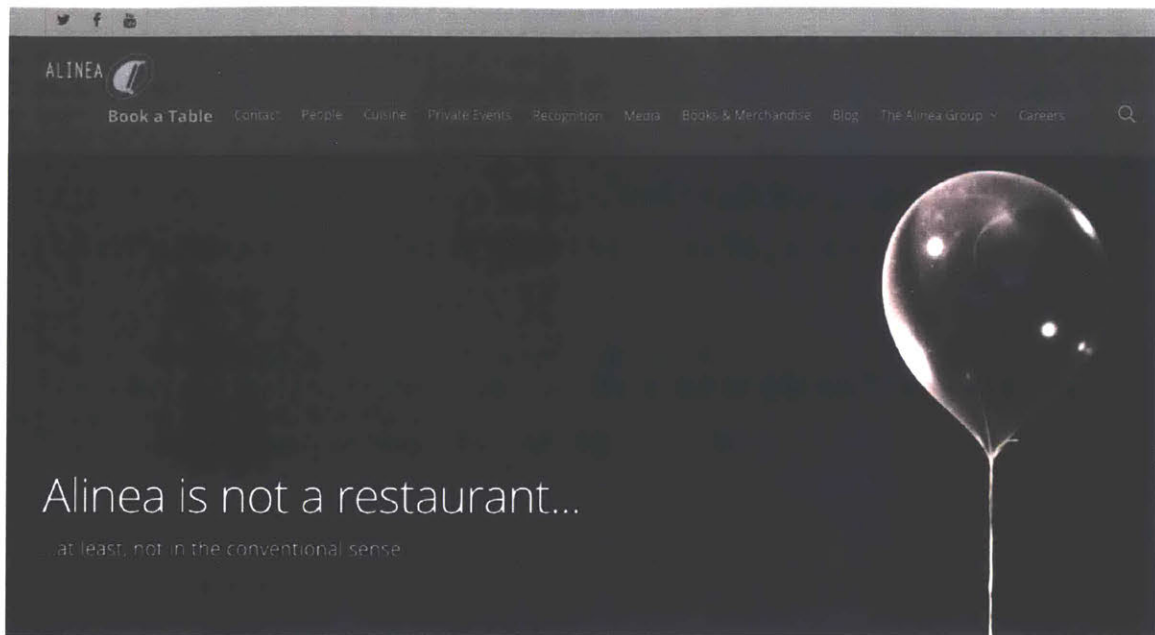 ALINEA
Book a Table Contact People Cuisine Private Events Recognition Media Books & Merchandise Blog The Alinea Group Careers
Alinea is not a restaurant...
...at least, not in the conventional sense